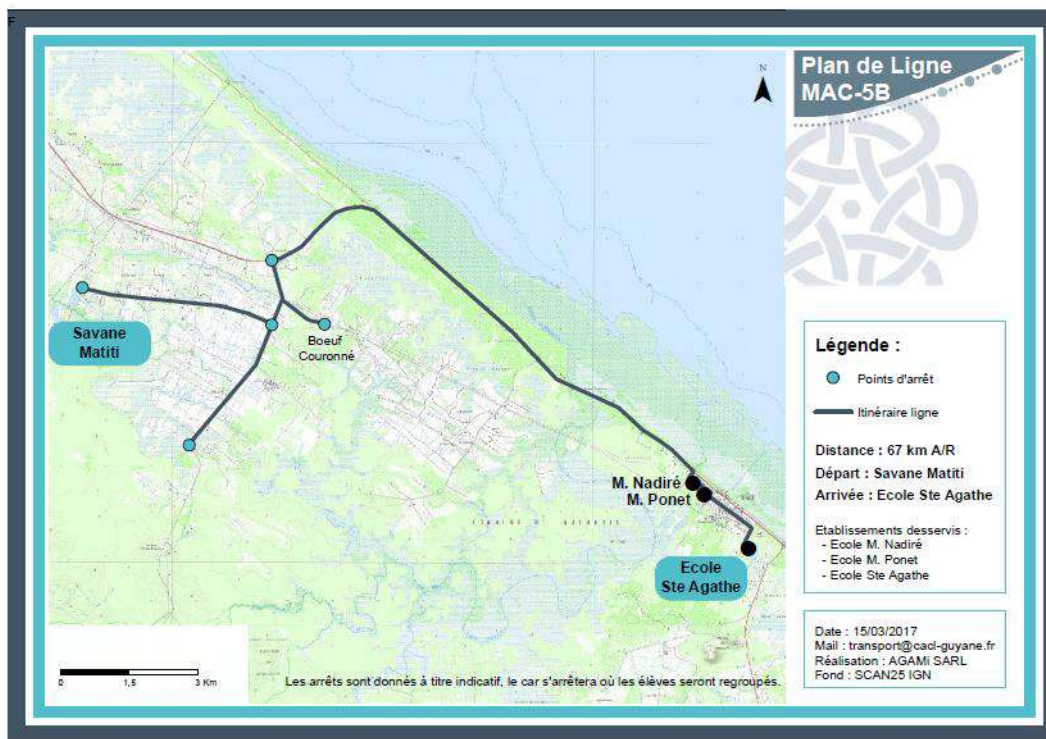 F
Plan de Ligne
MAC-5B
N
Savane
Matiti
Boeuf
Couronné
M. Nadiré
M. Ponet
Ecole
Ste Agathe
Légende :
Points d'arrêt
Itinéraire ligne
Distance : 67 km A/R
Départ : Savane Matiti
Arrivée : Ecole Ste Agathe
Etablissements desservis :
- Ecole M. Nadiré
- Ecole M. Ponet
- Ecole Ste Agathe
Date : 15/03/2017
Mail : transport@cacl-guyane.fr
Réalisation : AGAMi SARL
Fond : SCAN25 IGN
0 1,5 3 Km
Les arrêts sont donnés à titre indicatif, le car s'arrêtera où les élèves seront regroupés.